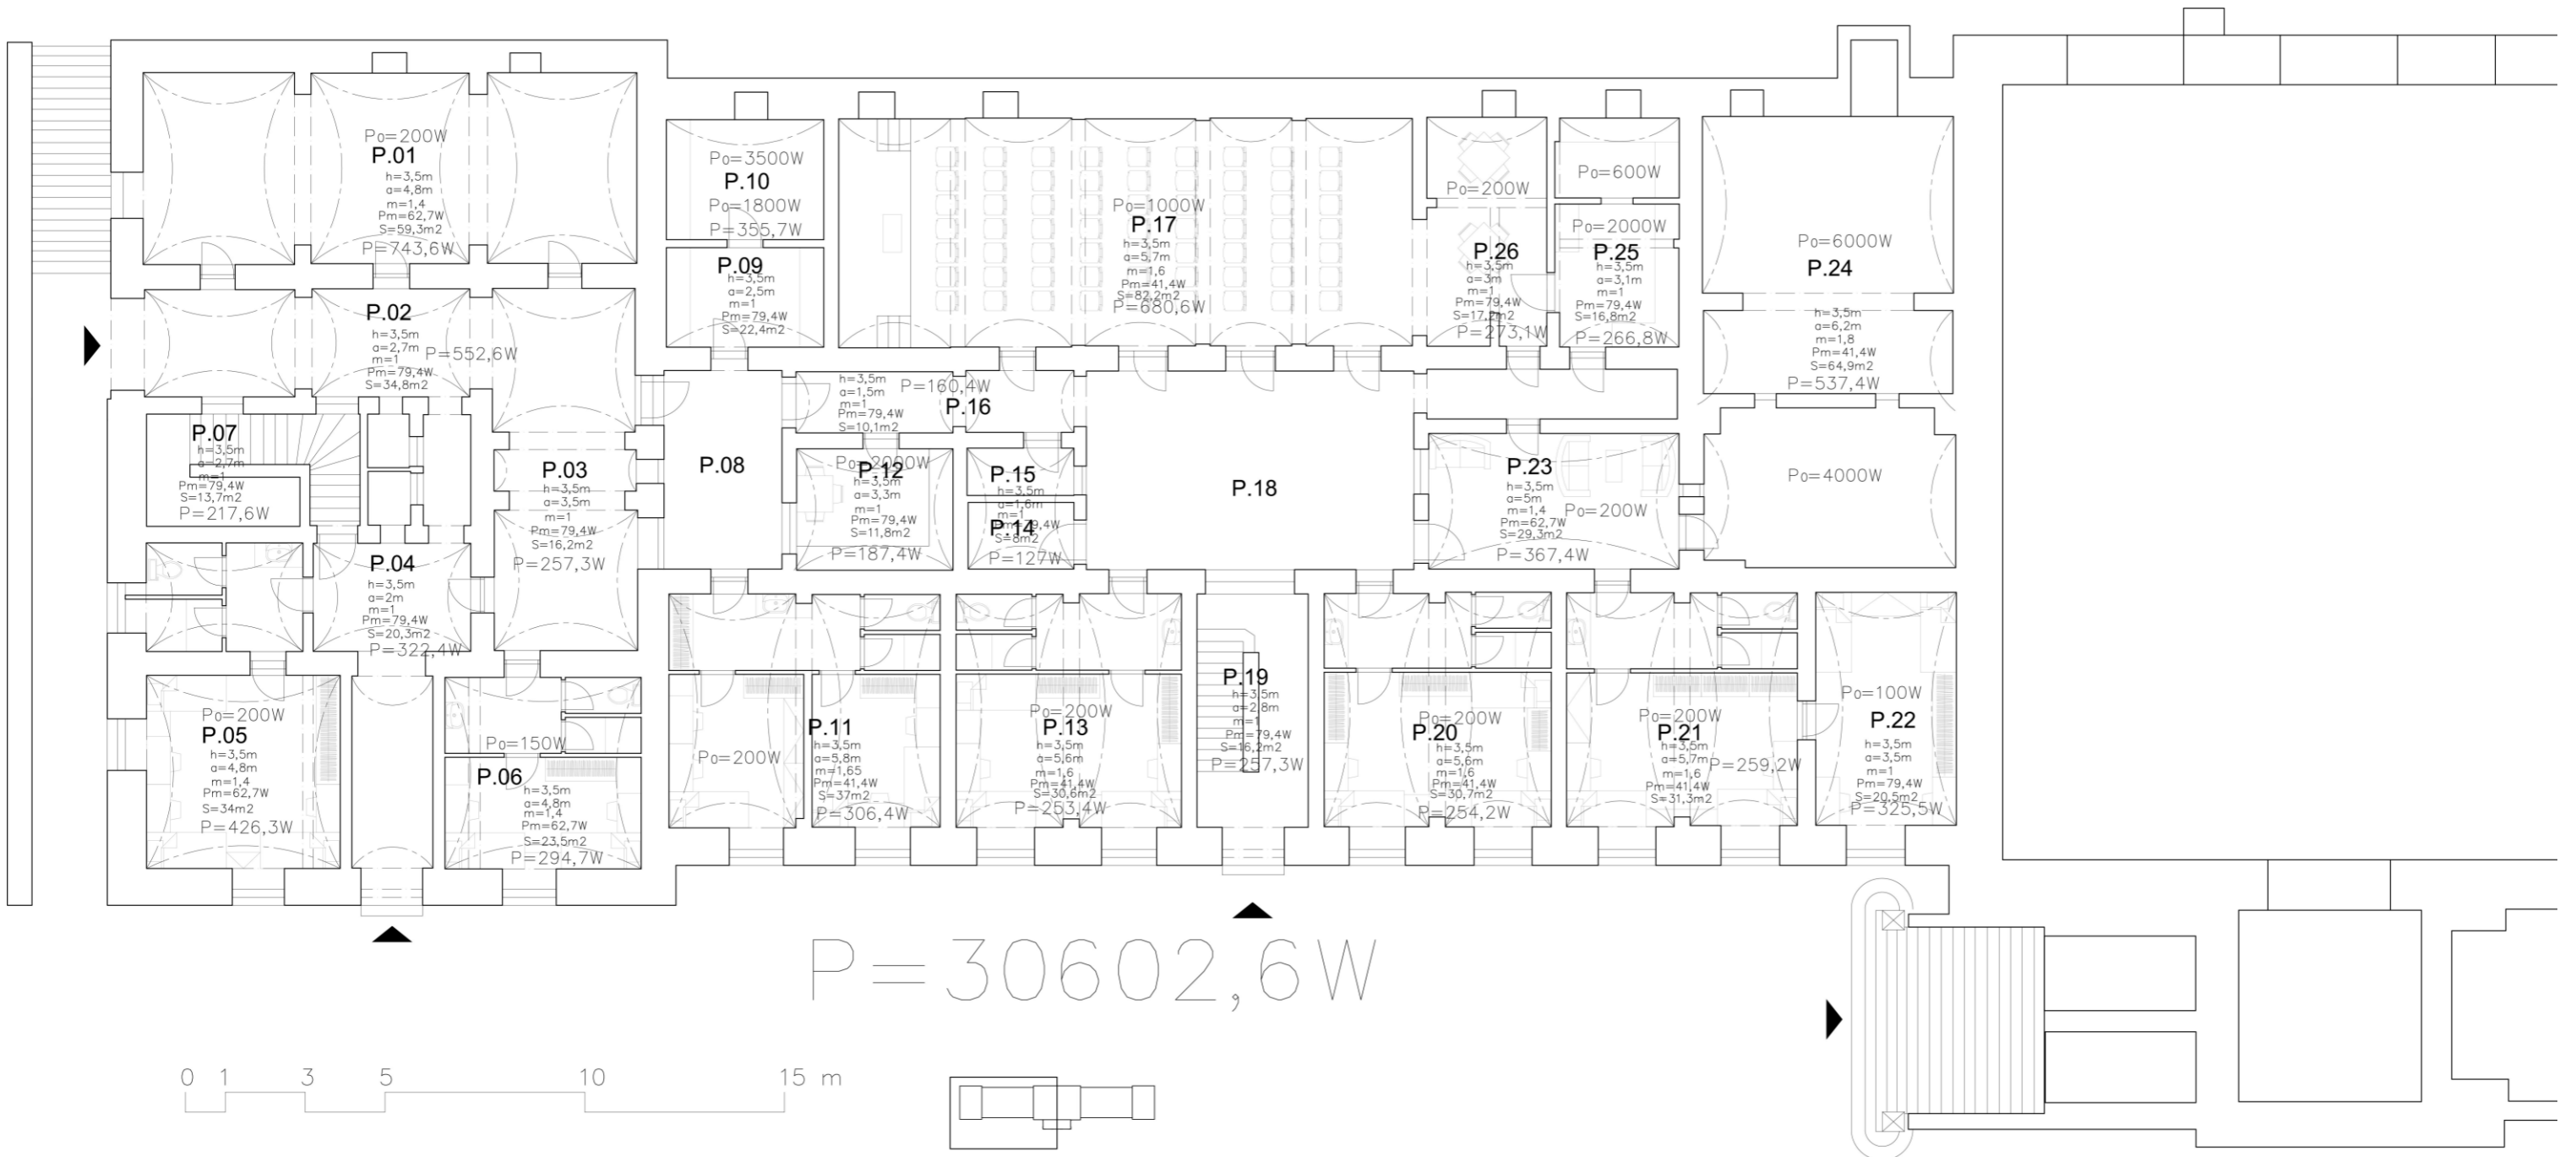 Po=200W
P.01
h=3,5m
a=4,8m
m=1,4
Pm=62,7W
S=59,3m2
P=743,6W
P.02
h=3,5m
a=2,7m
m=1
Pm=79,4W
S=34,8m2
P=552,6W
P.07
h=3,5m
a=2,7m
m=1
Pm=79,4W
S=13,7m2
P=217,6W
P.03
h=3,5m
a=3,5m
m=1
Pm=79,4W
S=16,2m2
P=257,3W
P.04
h=3,5m
a=2m
m=1
Pm=79,4W
S=20,3m2
P=322,4W
Po=200W
P.05
h=3,5m
a=4,8m
m=1,4
Pm=62,7W
S=34m2
P=426,3W
Po=150W
P.06
h=3,5m
a=4,8m
m=1,4
Pm=62,7W
S=23,5m2
P=294,7W
Po=3500W
P.10
Po=1800W
P=355,7W
P.09
h=3,5m
a=2,5m
m=1
Pm=79,4W
S=22,4m2
P.08
h=3,5m
a=1,5m
m=1
Pm=79,4W
S=10,1m2
P=160,4W
P.16
Po=2000W
P.12
h=3,5m
a=3,3m
m=1
Pm=79,4W
S=11,8m2
P=187,4W
P.15
h=3,5m
a=1,6m
m=1
Pm=79,4W
P.14
S=8m2
P=127W
Po=200W
P.11
h=3,5m
a=5,8m
m=1,65
Pm=41,4W
S=37m2
P=306,4W
Po=200W
P.13
h=3,5m
a=5,6m
m=1,6
Pm=41,4W
S=30,6m2
P=253,4W
Po=1000W
P.17
h=3,5m
a=5,7m
m=1,6
Pm=41,4W
S=82,2m2
P=680,6W
P.18
P.19
h=3,5m
a=2,8m
m=1
Pm=79,4W
S=16,2m2
P=257,3W
Po=200W
P.20
h=3,5m
a=5,6m
m=1,6
Pm=41,4W
S=30,7m2
P=254,2W
Po=200W
P.21
h=3,5m
a=5,7m
m=1,6
Pm=41,4W
S=31,3m2
P=259,2W
Po=100W
P.22
h=3,5m
a=3,5m
m=1
Pm=79,4W
S=20,5m2
P=325,5W
P.23
h=3,5m
a=5m
m=1,4
Pm=62,7W
S=29,3m2
Po=200W
P=367,4W
Po=200W
P.26
h=3,5m
a=3m
m=1
Pm=79,4W
S=17,2m2
P=273,1W
Po=600W
Po=2000W
P.25
h=3,5m
a=3,1m
m=1
Pm=79,4W
S=16,8m2
P=266,8W
Po=6000W
P.24
h=3,5m
a=6,2m
m=1,8
Pm=41,4W
S=64,9m2
P=537,4W
Po=4000W
P=30602,6W
0 1 3 5 10 15 m